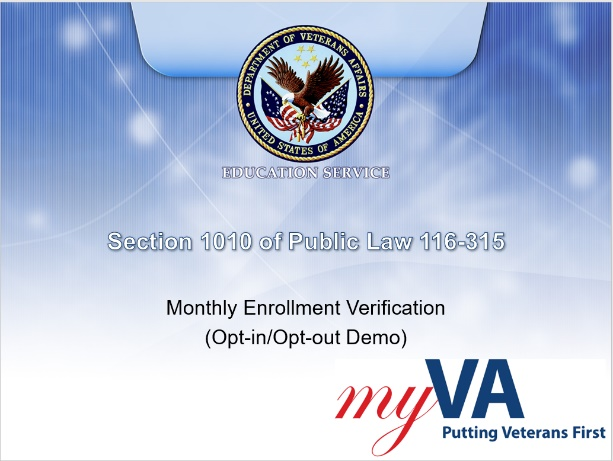 DEPARTMENT OF VETERANS AFFAIRS
UNITED STATES OF AMERICA
EDUCATION SERVICE
Section 1010 of Public Law 116-315
Monthly Enrollment Verification
(Opt-in/Opt-out Demo)
myVA
Putting Veterans First